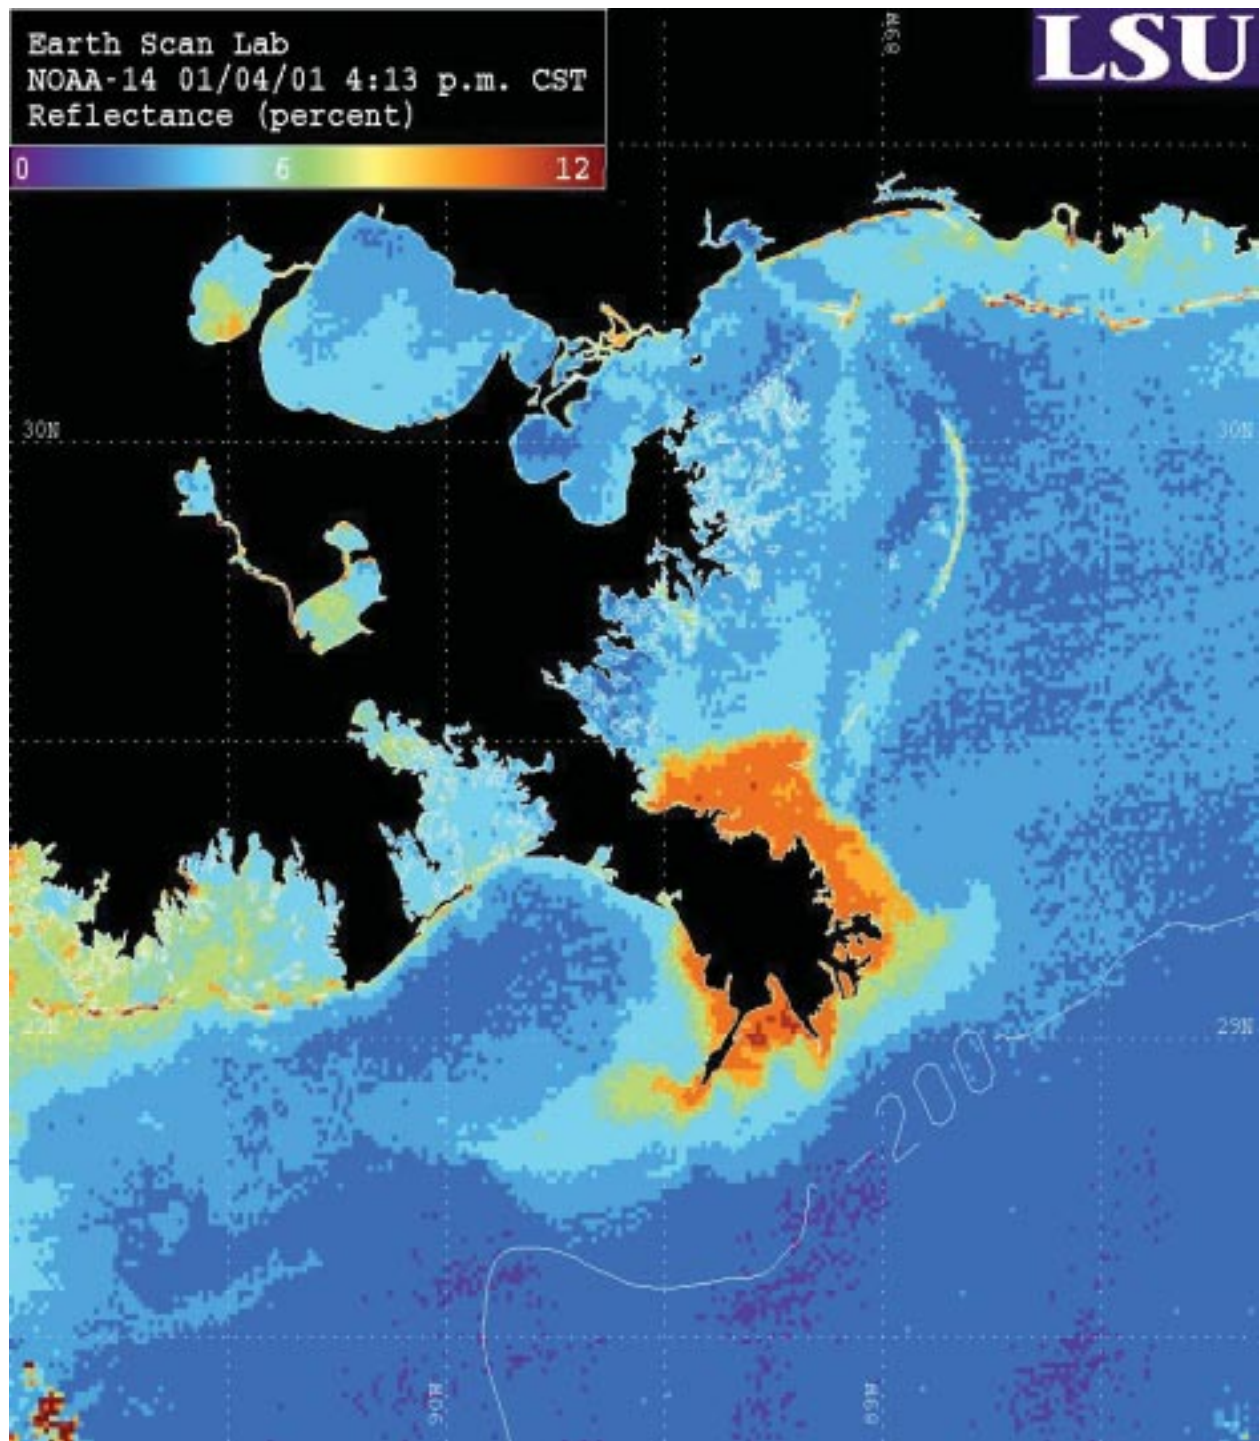 Earth Scan Lab
NOAA-14 01/04/01 4:13 p.m. CST
Reflectance (percent)
0 6 12
LSU
89W
30N
30N
29N
29N
200
90W
89W